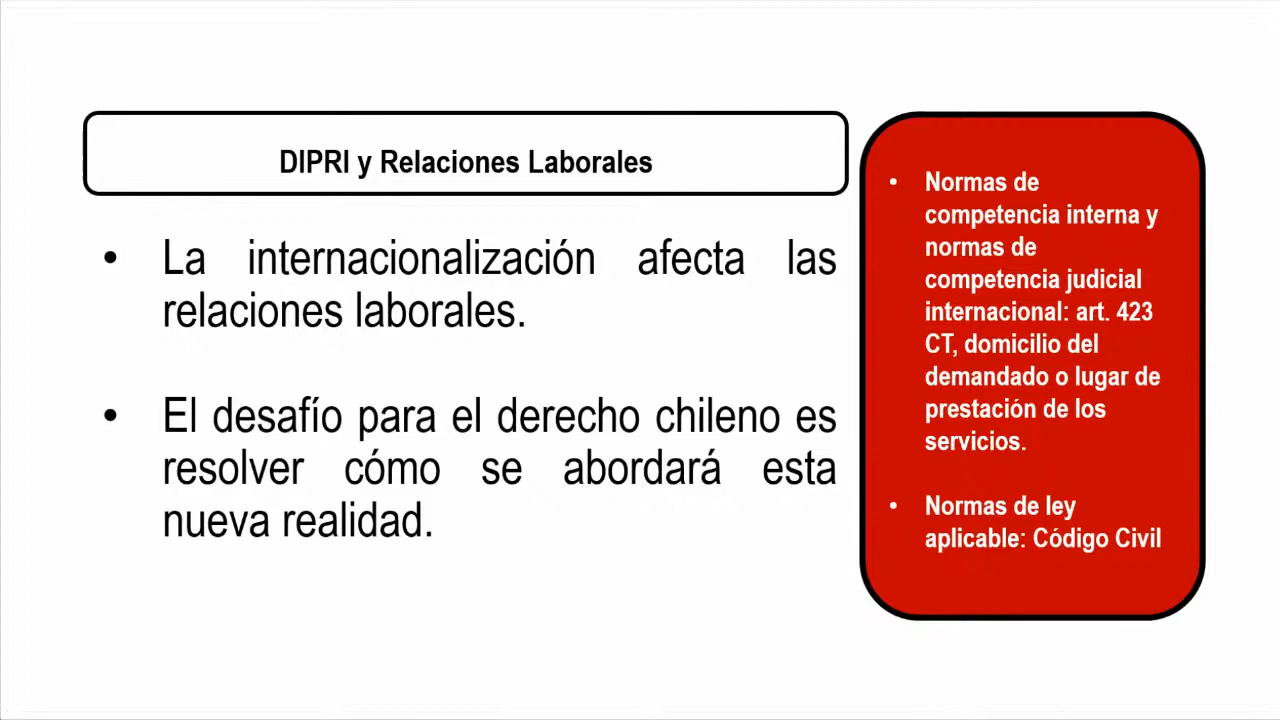 DIPRI y Relaciones Laborales
• La internacionalización afecta las
relaciones laborales.
• El desafío para el derecho chileno es
resolver cómo se abordará esta
nueva realidad.
• Normas de
competencia interna y
normas de
competencia judicial
internacional: art. 423
CT, domicilio del
demandado o lugar de
prestación de los
servicios.
• Normas de ley
aplicable: Código Civil